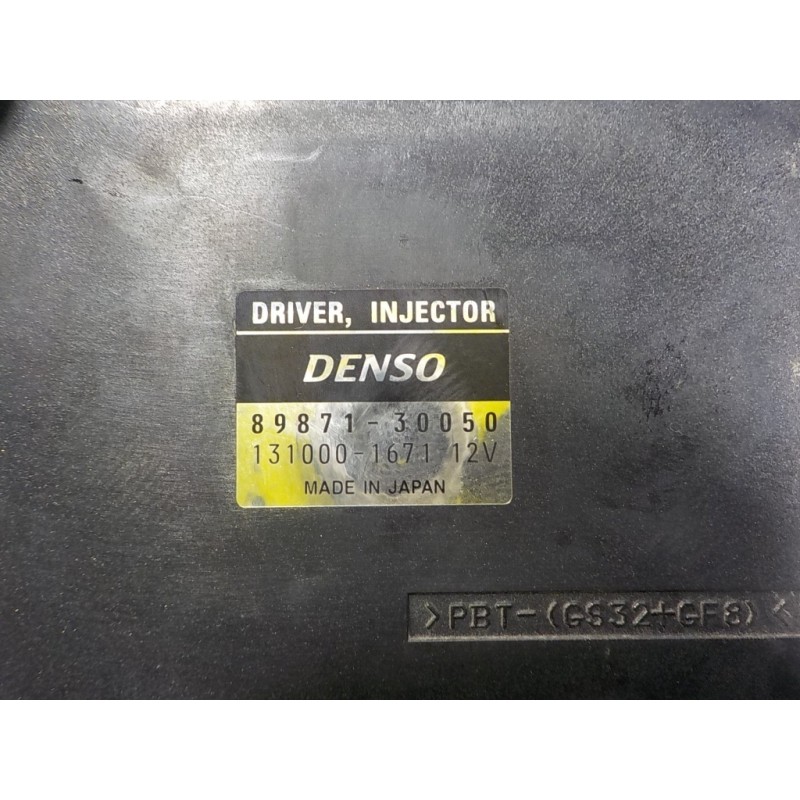 DRIVER, INJECTOR
DENSO
89871-30050
131000-1671 12V
MADE IN JAPAN
>PBT-(GS32+GF8)<